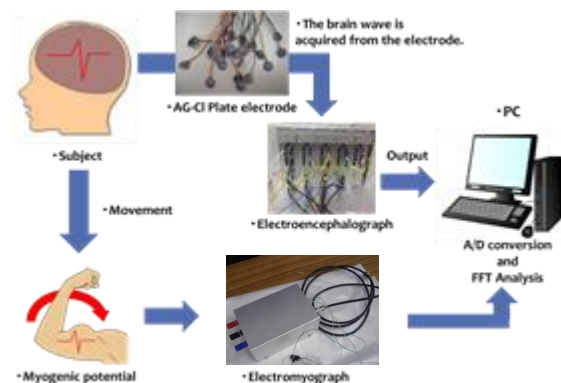 • The brain wave is
acquired from the electrode.
• AG-Cl Plate electrode
• PC
• Subject
Output
• Movement
• Electroencephalograph
A/D conversion
and
FFT Analysis
• Myogenic potential
• Electromyograph